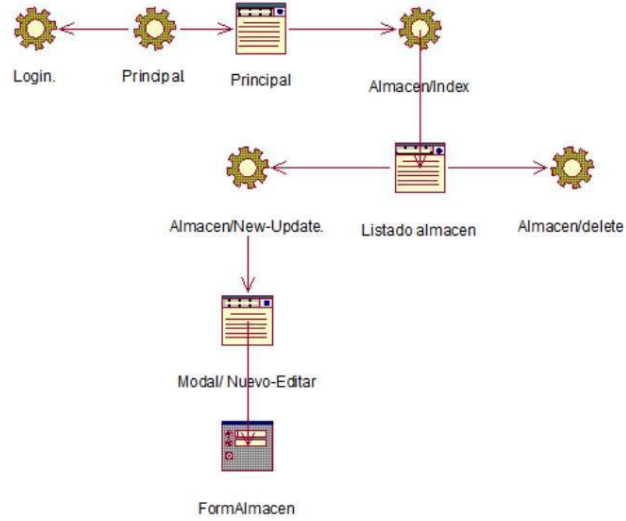 Login.
Principal.
Principal
Almacen/Index
Almacen/New-Update.
Listado almacen
Almacen/delete
Modal/ Nuevo-Editar
FormAlmacen